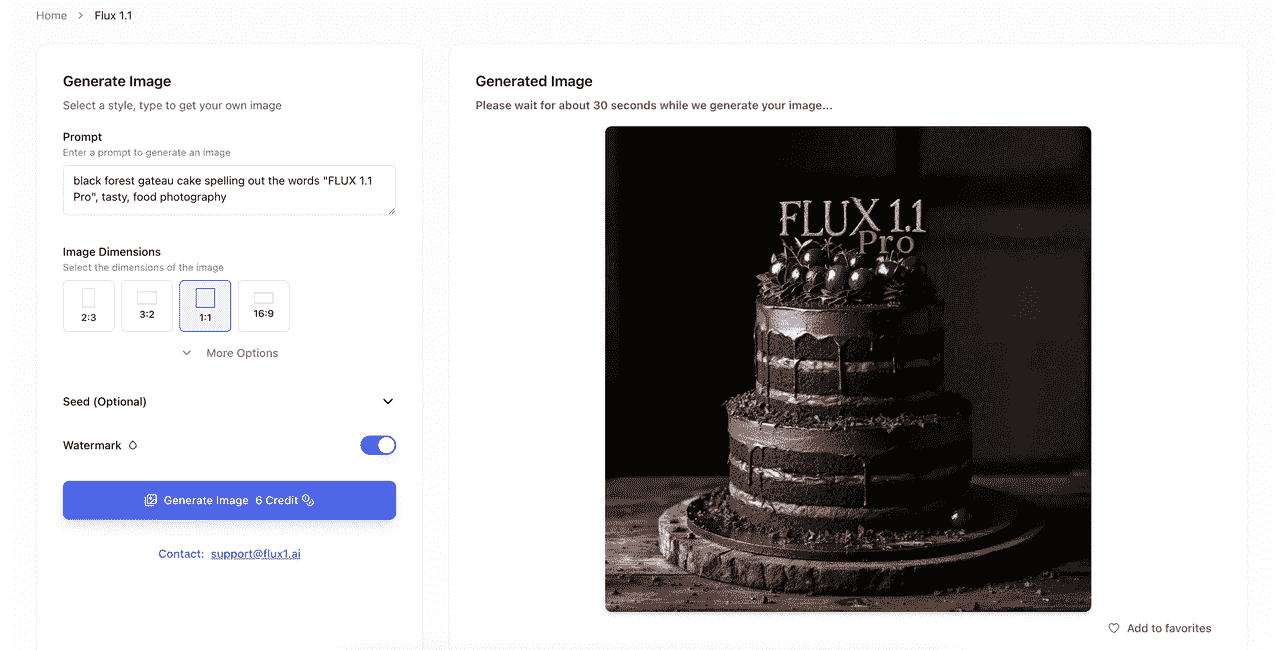 Home > Flux 1.1
Generate Image
Select a style, type to get your own image
Prompt
Enter a prompt to generate an image
black forest gateau cake spelling out the words "FLUX 1.1
Pro", tasty, food photography
Image Dimensions
Select the dimensions of the image
2:3 3:2 1:1 16:9
More Options
Seed (Optional)
Watermark
Generate Image 6 Credit
Contact: support@flux1.ai
Generated Image
Please wait for about 30 seconds while we generate your image...
FLUX 1.1
Pro
Add to favorites